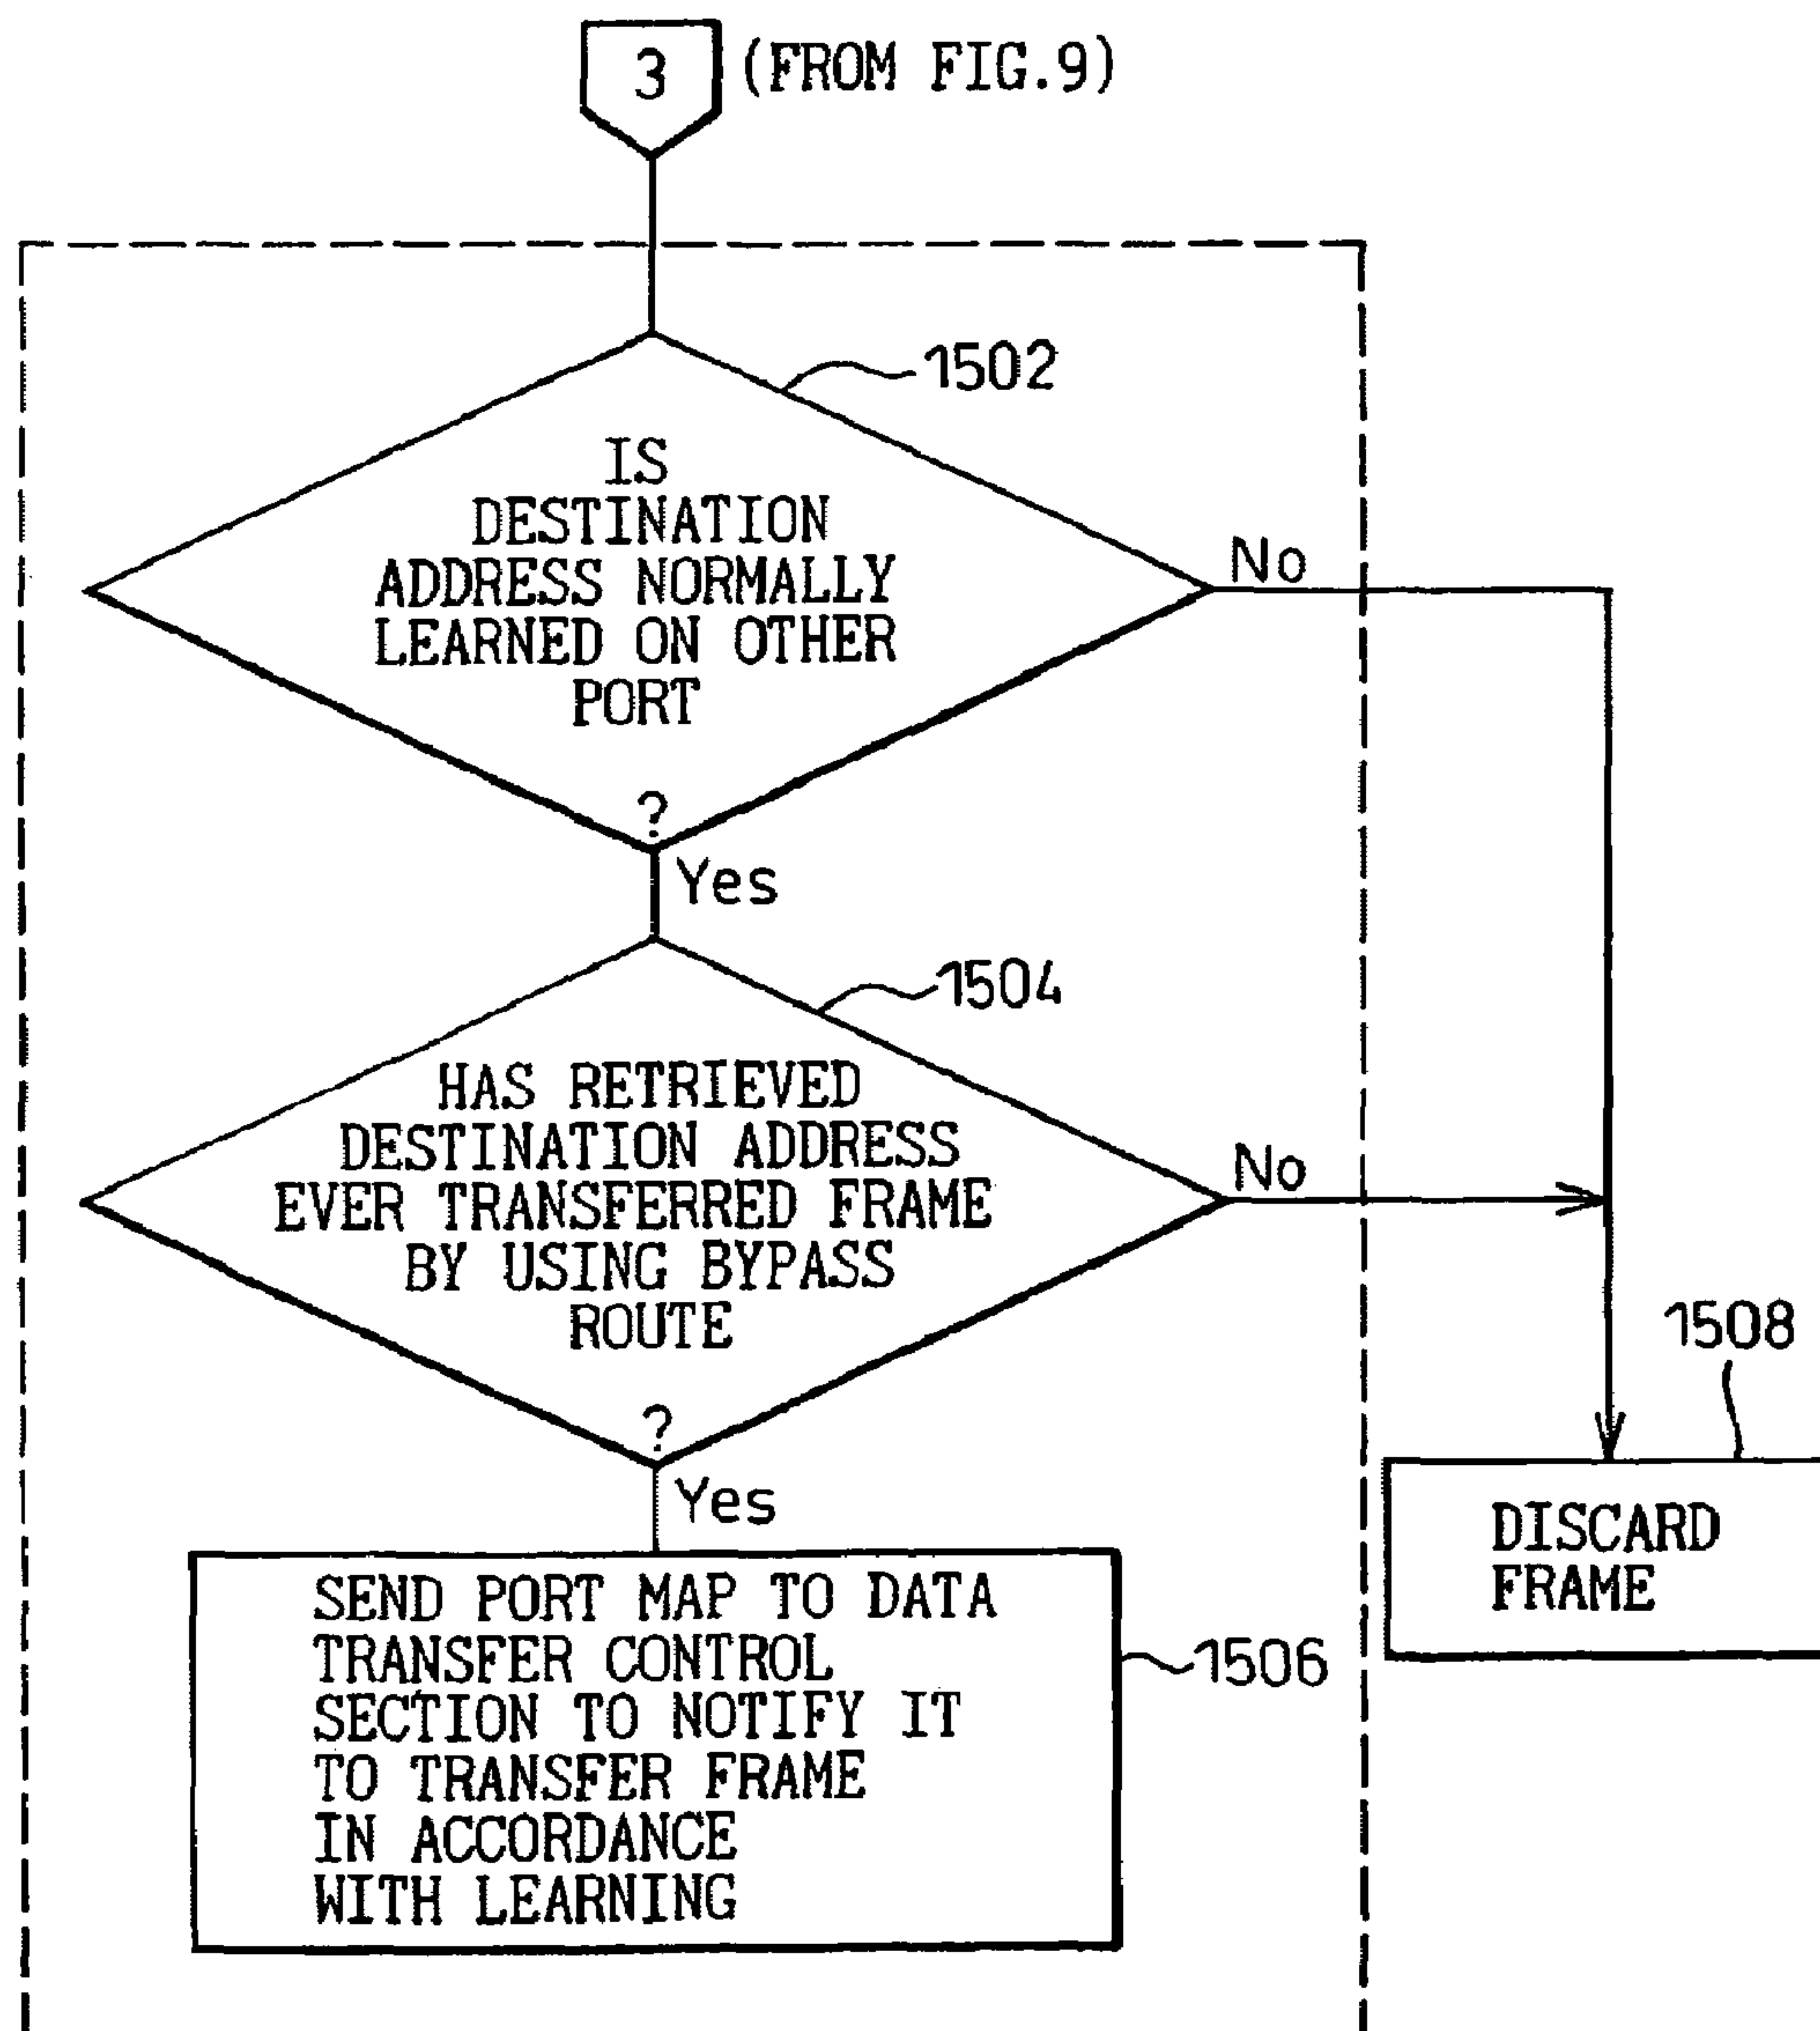 3 (FROM FIG.9)
1502
IS
DESTINATION
ADDRESS NORMALLY
LEARNED ON OTHER
PORT
?
No
Yes
1504
HAS RETRIEVED
DESTINATION ADDRESS
EVER TRANSFERRED FRAME
BY USING BYPASS
ROUTE
?
No
Yes
1508
DISCARD
FRAME
SEND PORT MAP TO DATA
TRANSFER CONTROL
SECTION TO NOTIFY IT
TO TRANSFER FRAME
IN ACCORDANCE
WITH LEARNING
1506